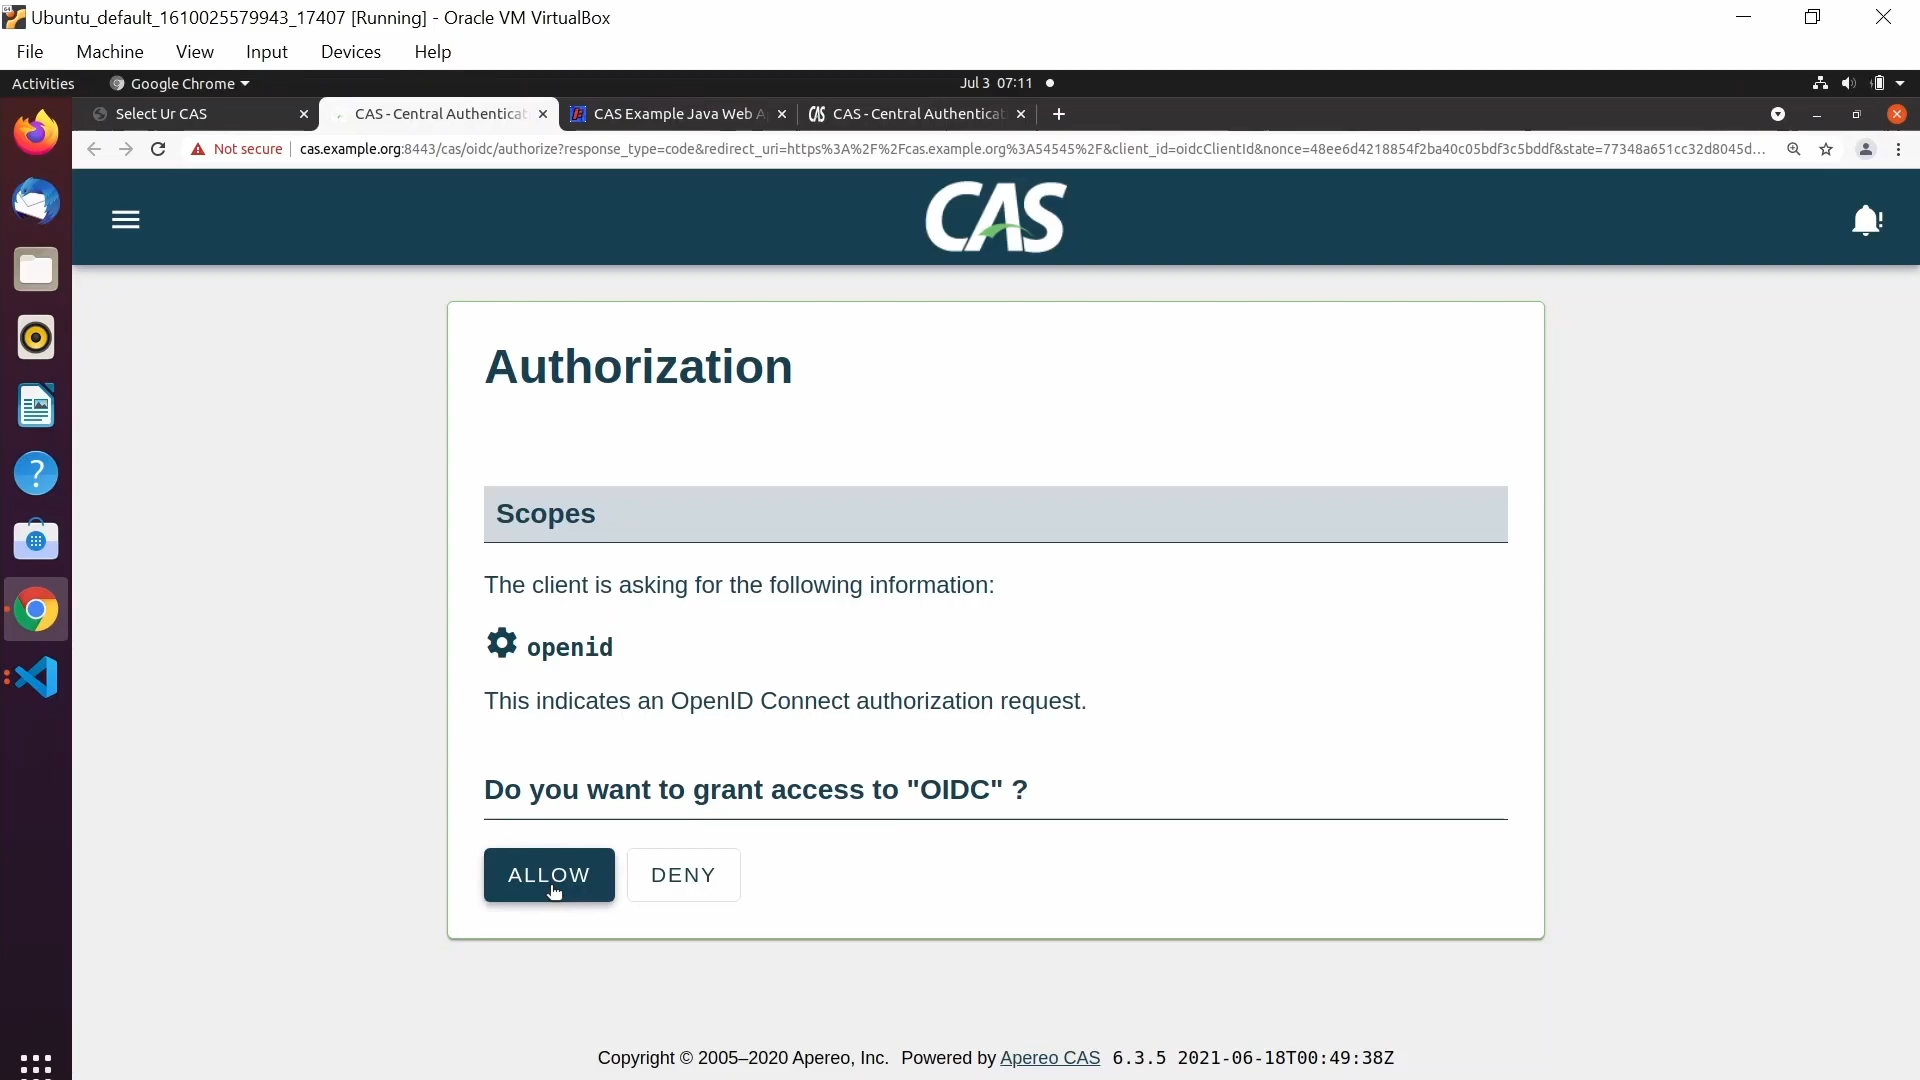 Ubuntu_default_1610025579943_17407 [Running] - Oracle VM VirtualBox
File Machine View Input Devices Help
Activities Google Chrome Jul 3 07:11
Select Ur CAS CAS - Central Authenticat CAS Example Java Web A CAS - Central Authenticat
Not secure cas.example.org:8443/cas/oidc/authorize?response_type=code&redirect_uri=https%3A%2F%2Fcas.example.org%3A54545%2F&client_id=oidcClientId&nonce=48ee6d4218854f2ba40c05bdf3c5bddf&state=77348a651cc32d8045d...
CAS
Authorization
Scopes
The client is asking for the following information:
openid
This indicates an OpenID Connect authorization request.
Do you want to grant access to "OIDC" ?
ALLOW DENY
Copyright © 2005–2020 Apereo, Inc. Powered by Apereo CAS 6.3.5 2021-06-18T00:49:38Z